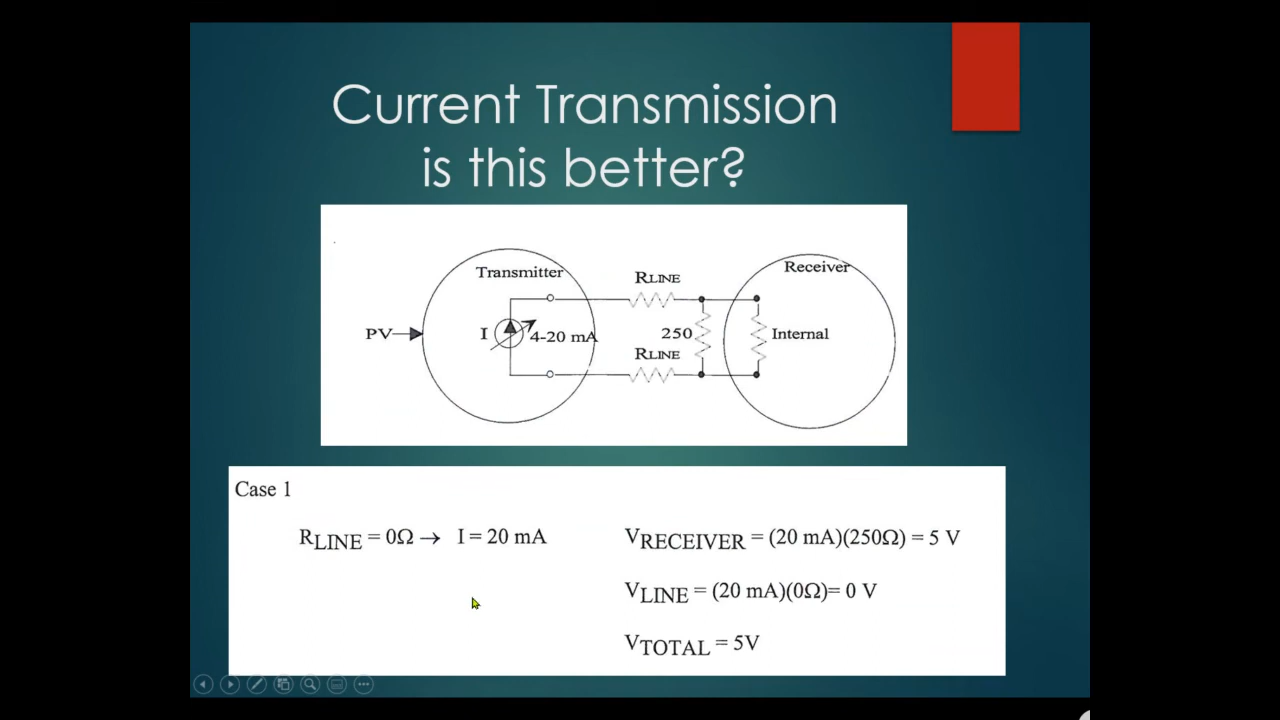 Current Transmission
is this better?
Transmitter
RLINE
Receiver
PV
I
4-20 mA
250
Internal
RLINE
Case 1
RLINE = 0Ω → I = 20 mA
VRECEIVER = (20 mA)(250Ω) = 5 V
VLINE = (20 mA)(0Ω)= 0 V
VTOTAL = 5V